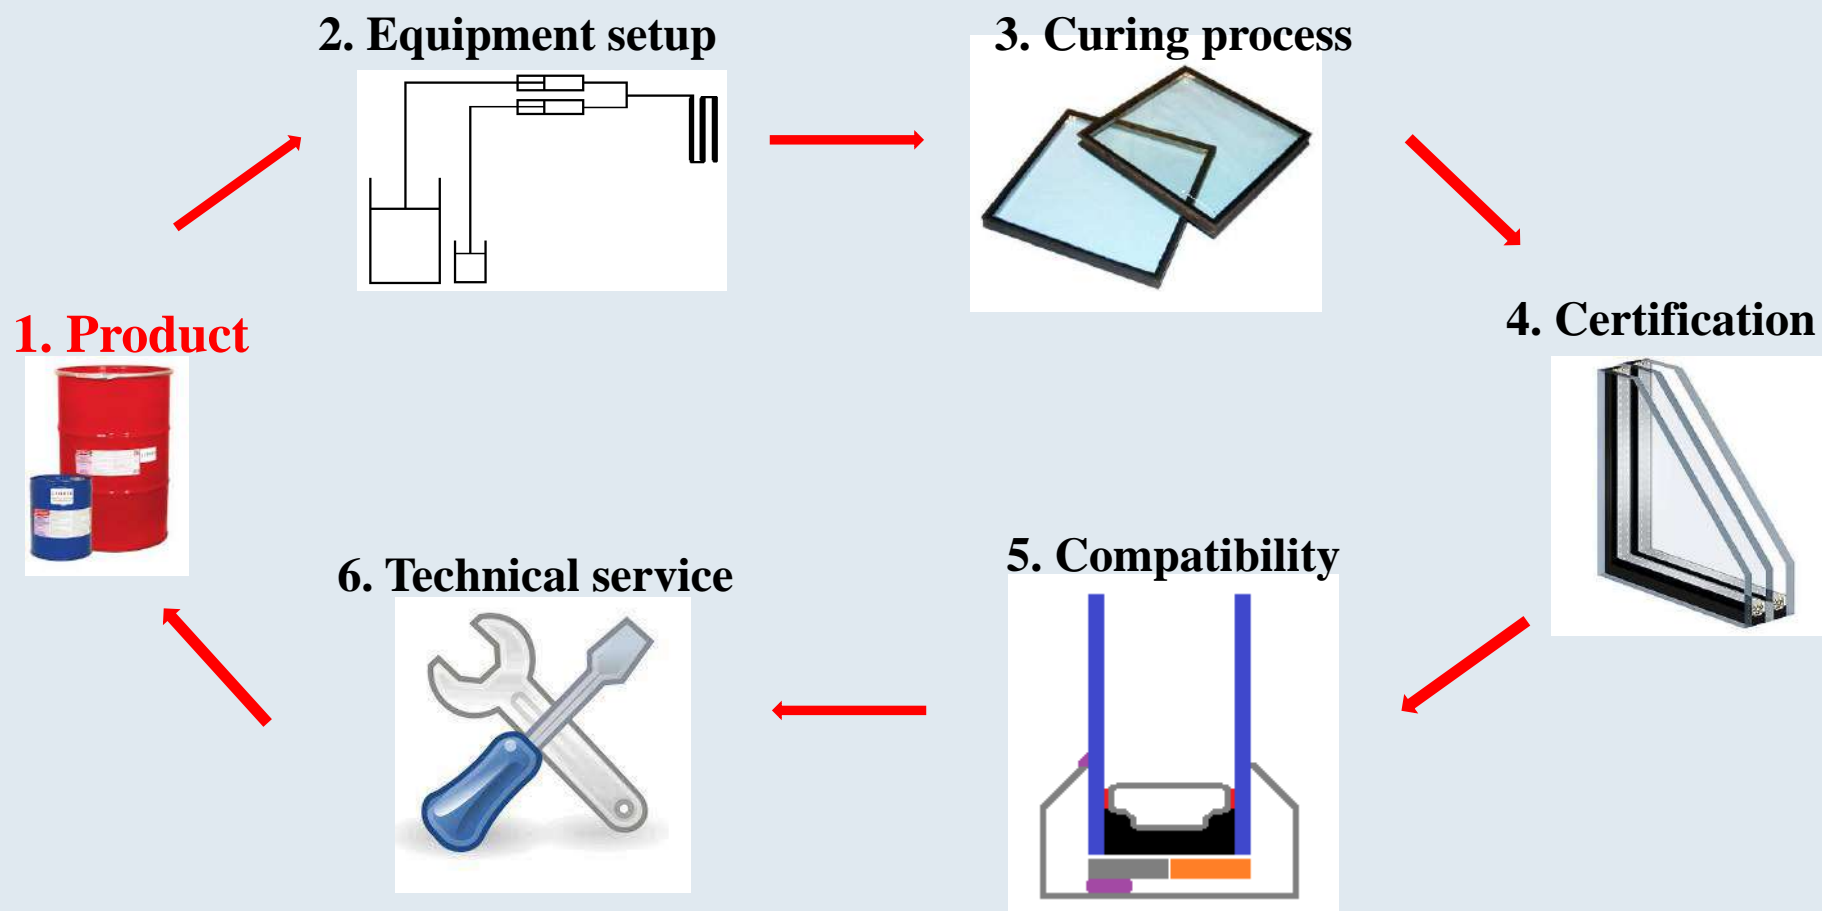 2. Equipment setup
3. Curing process
1. Product
4. Certification
6. Technical service
5. Compatibility